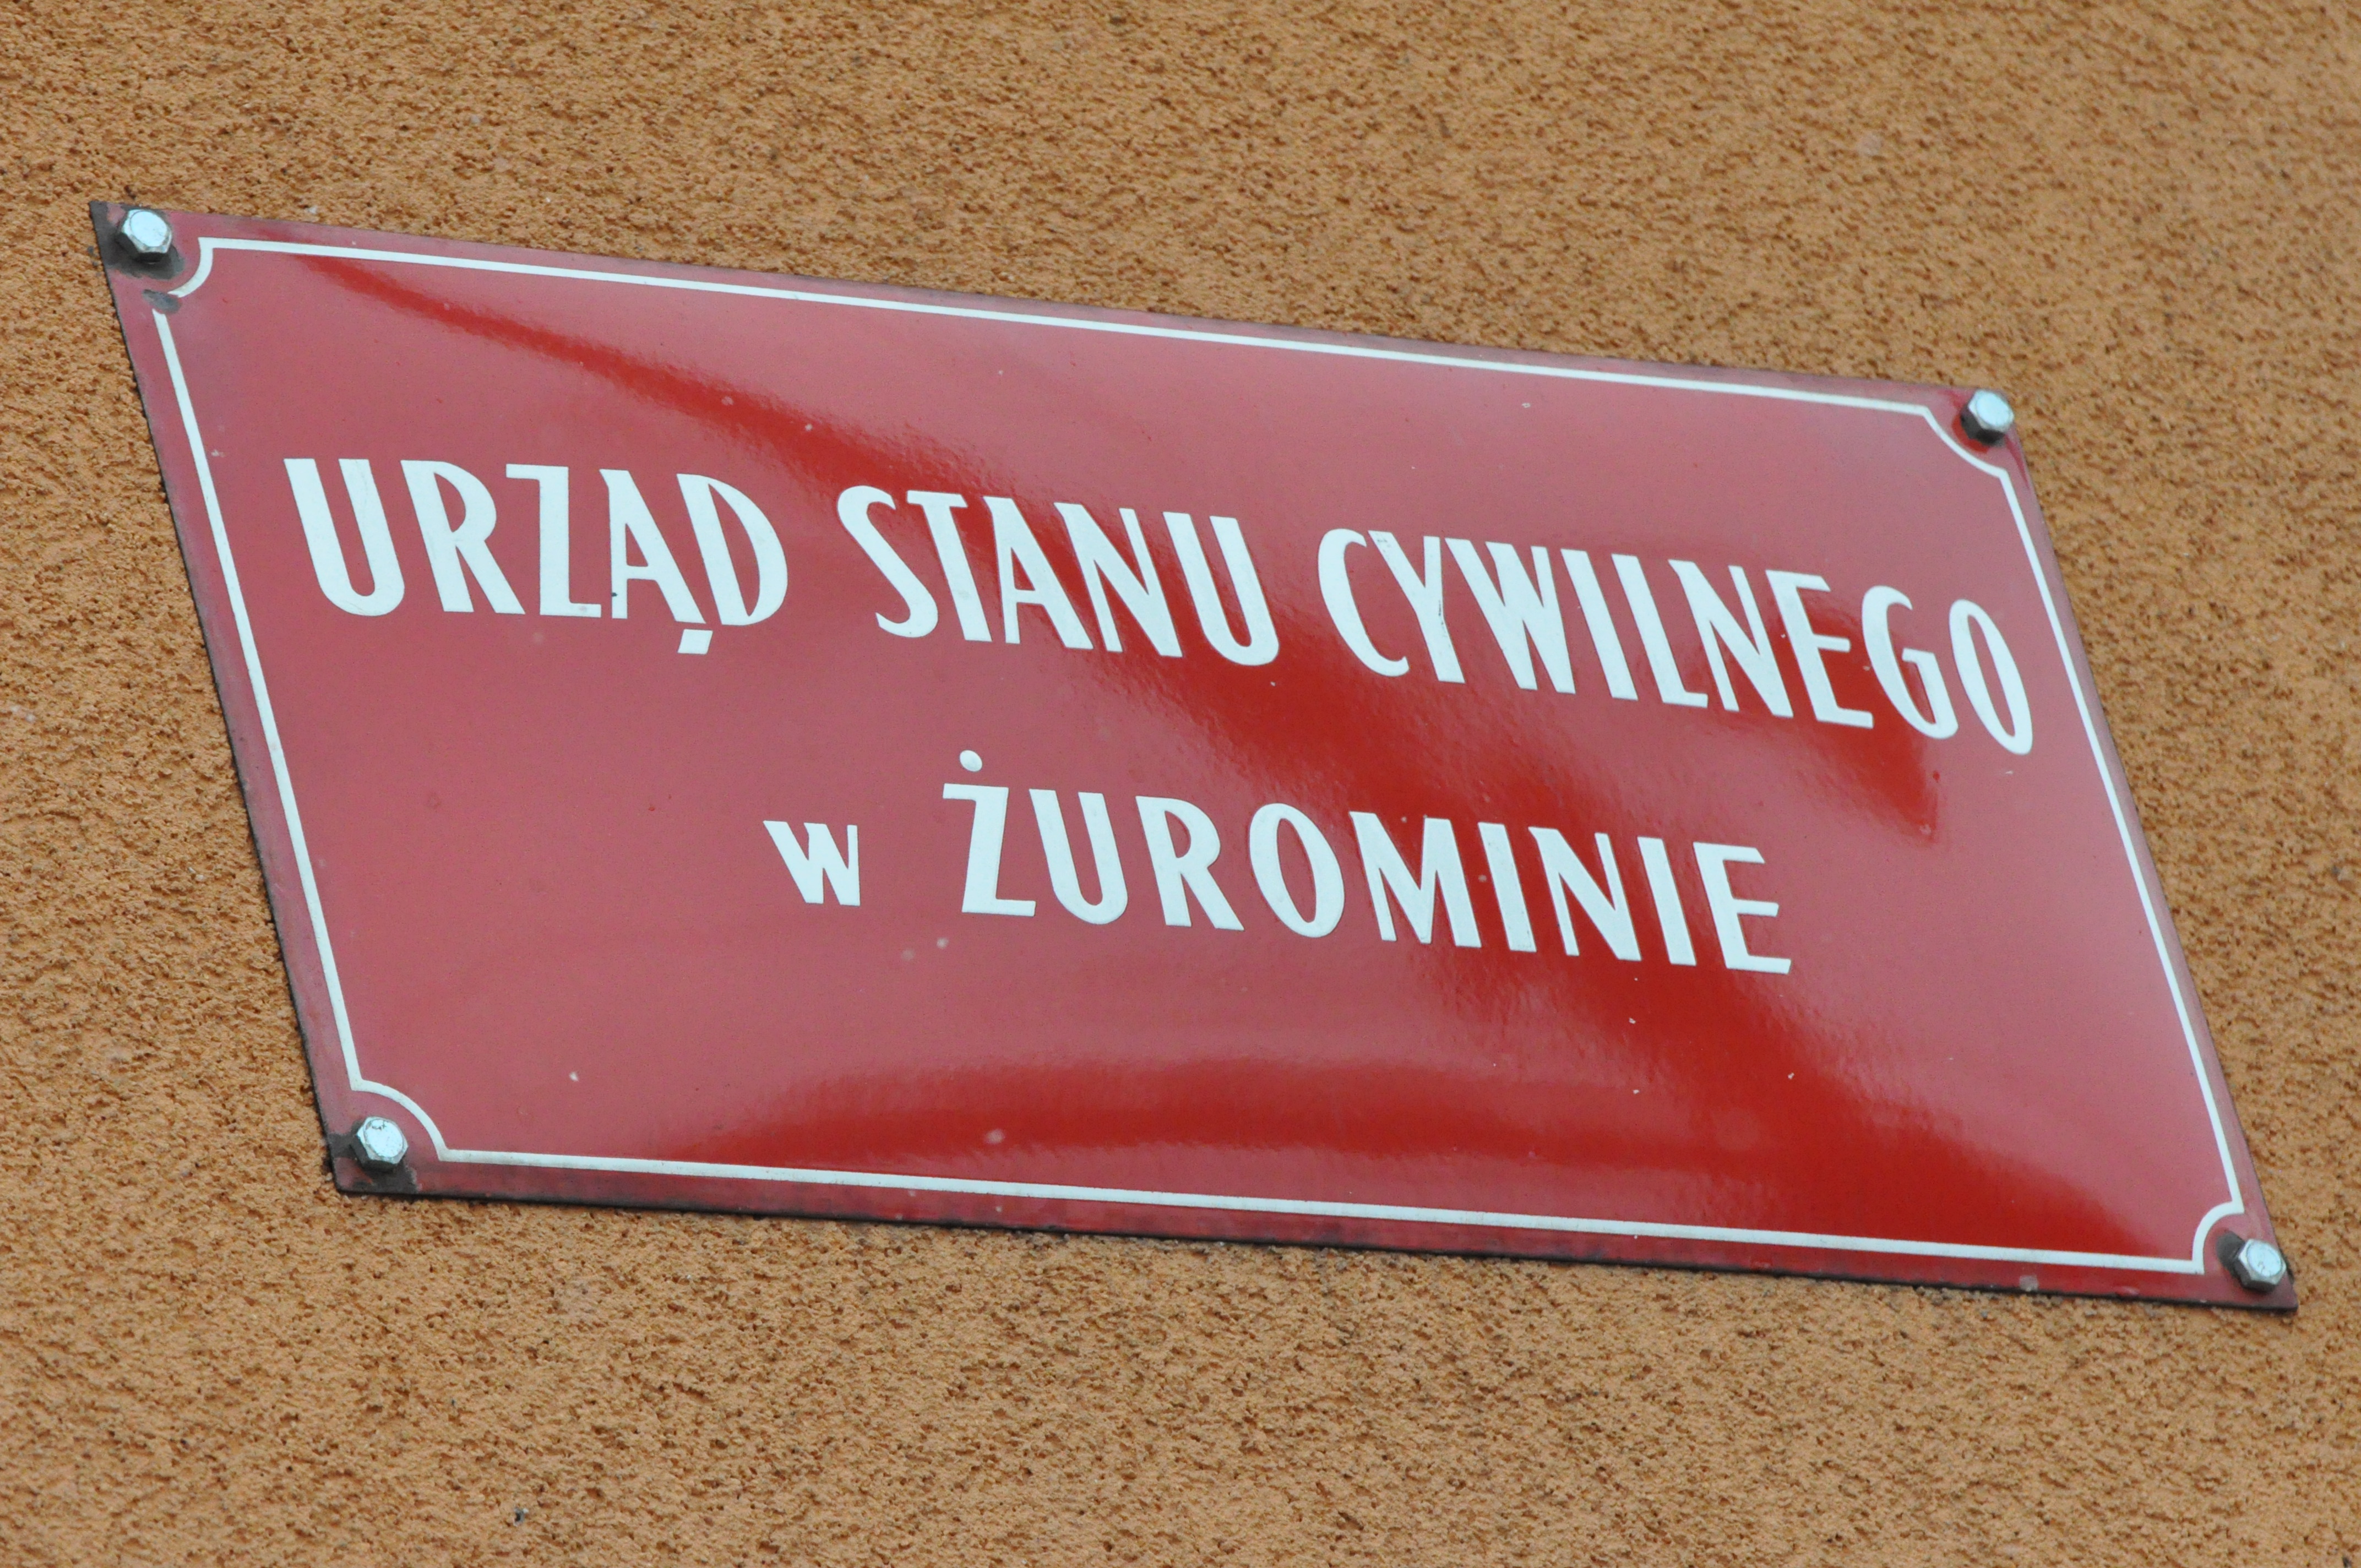 URZĄD STANU CYWILNEGO
w ŻUROMINIE